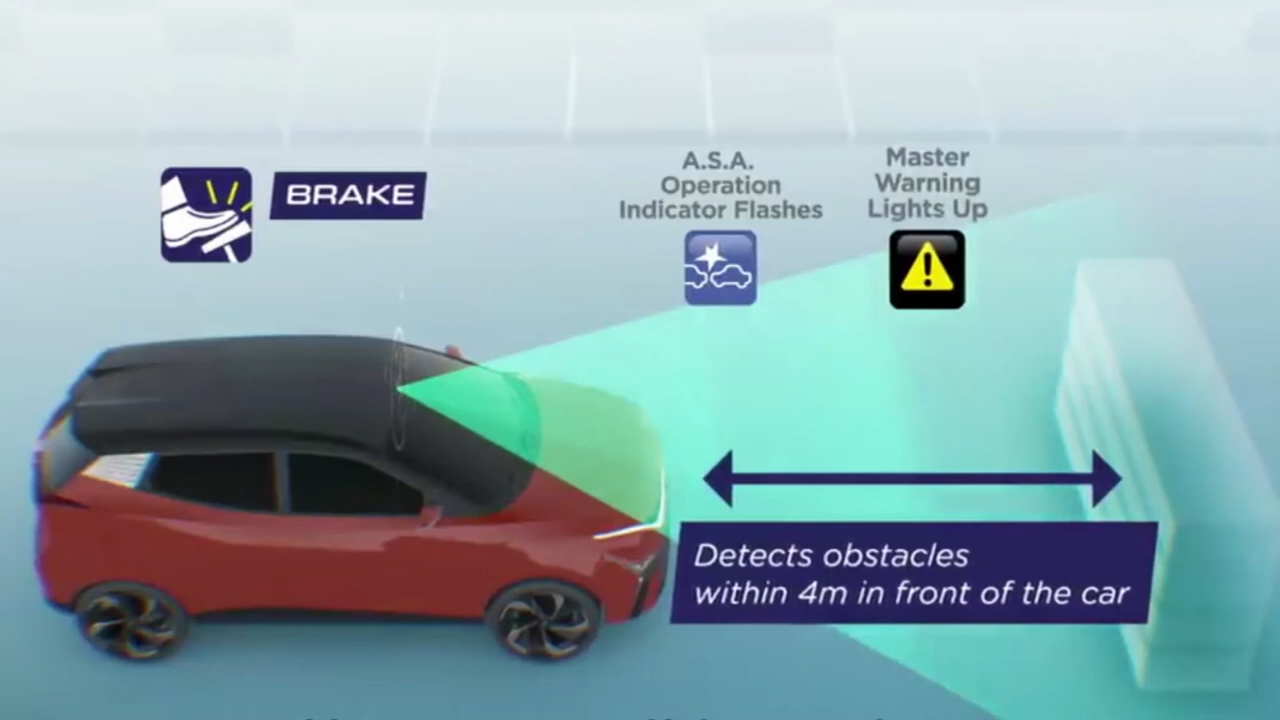 A.S.A.
Operation
Indicator Flashes
Master
Warning
Lights Up
BRAKE
Detects obstacles
within 4m in front of the car